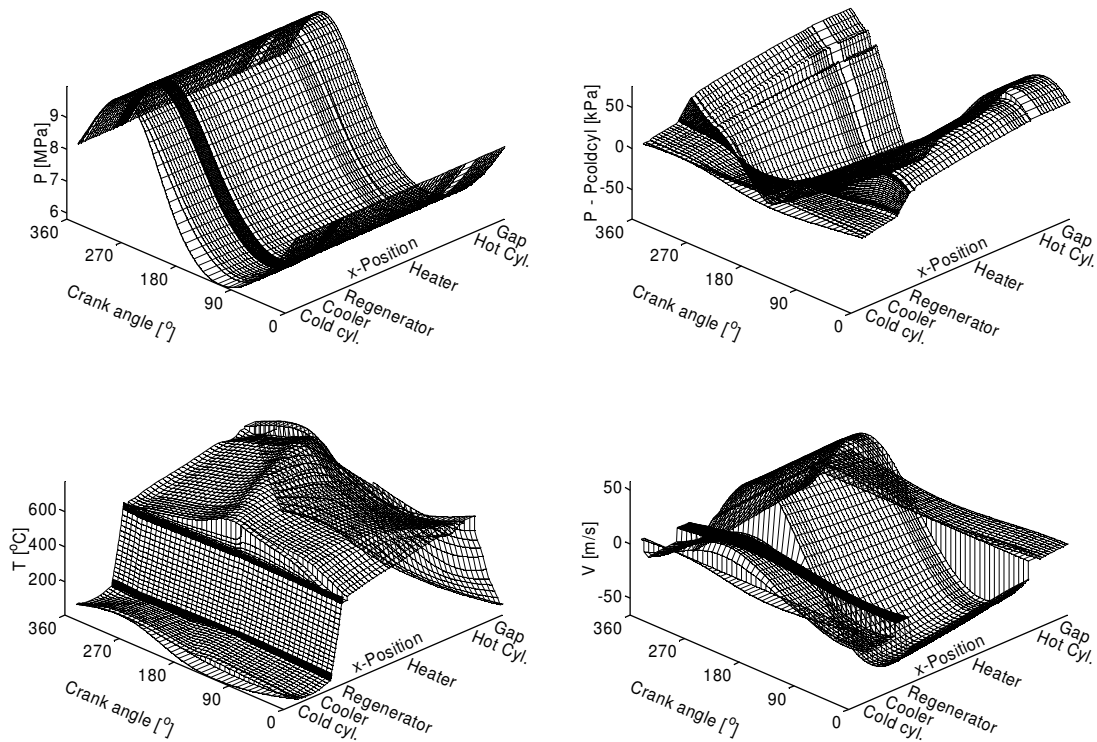 P [MPa]
9
8
7
6
360
270
180
90
0
Crank angle [°]
x-Position
Gap
Hot Cyl.
Heater
Regenerator
Cooler
Cold cyl.
P - Pcoldcyl [kPa]
50
0
-50
360
270
180
90
0
Crank angle [°]
x-Position
Gap
Hot Cyl.
Heater
Regenerator
Cooler
Cold cyl.
T [°C]
600
400
200
360
270
180
90
0
Crank angle [°]
x-Position
Gap
Hot Cyl.
Heater
Regenerator
Cooler
Cold cyl.
V [m/s]
50
0
-50
360
270
180
90
0
Crank angle [°]
x-Position
Gap
Hot Cyl.
Heater
Regenerator
Cooler
Cold cyl.